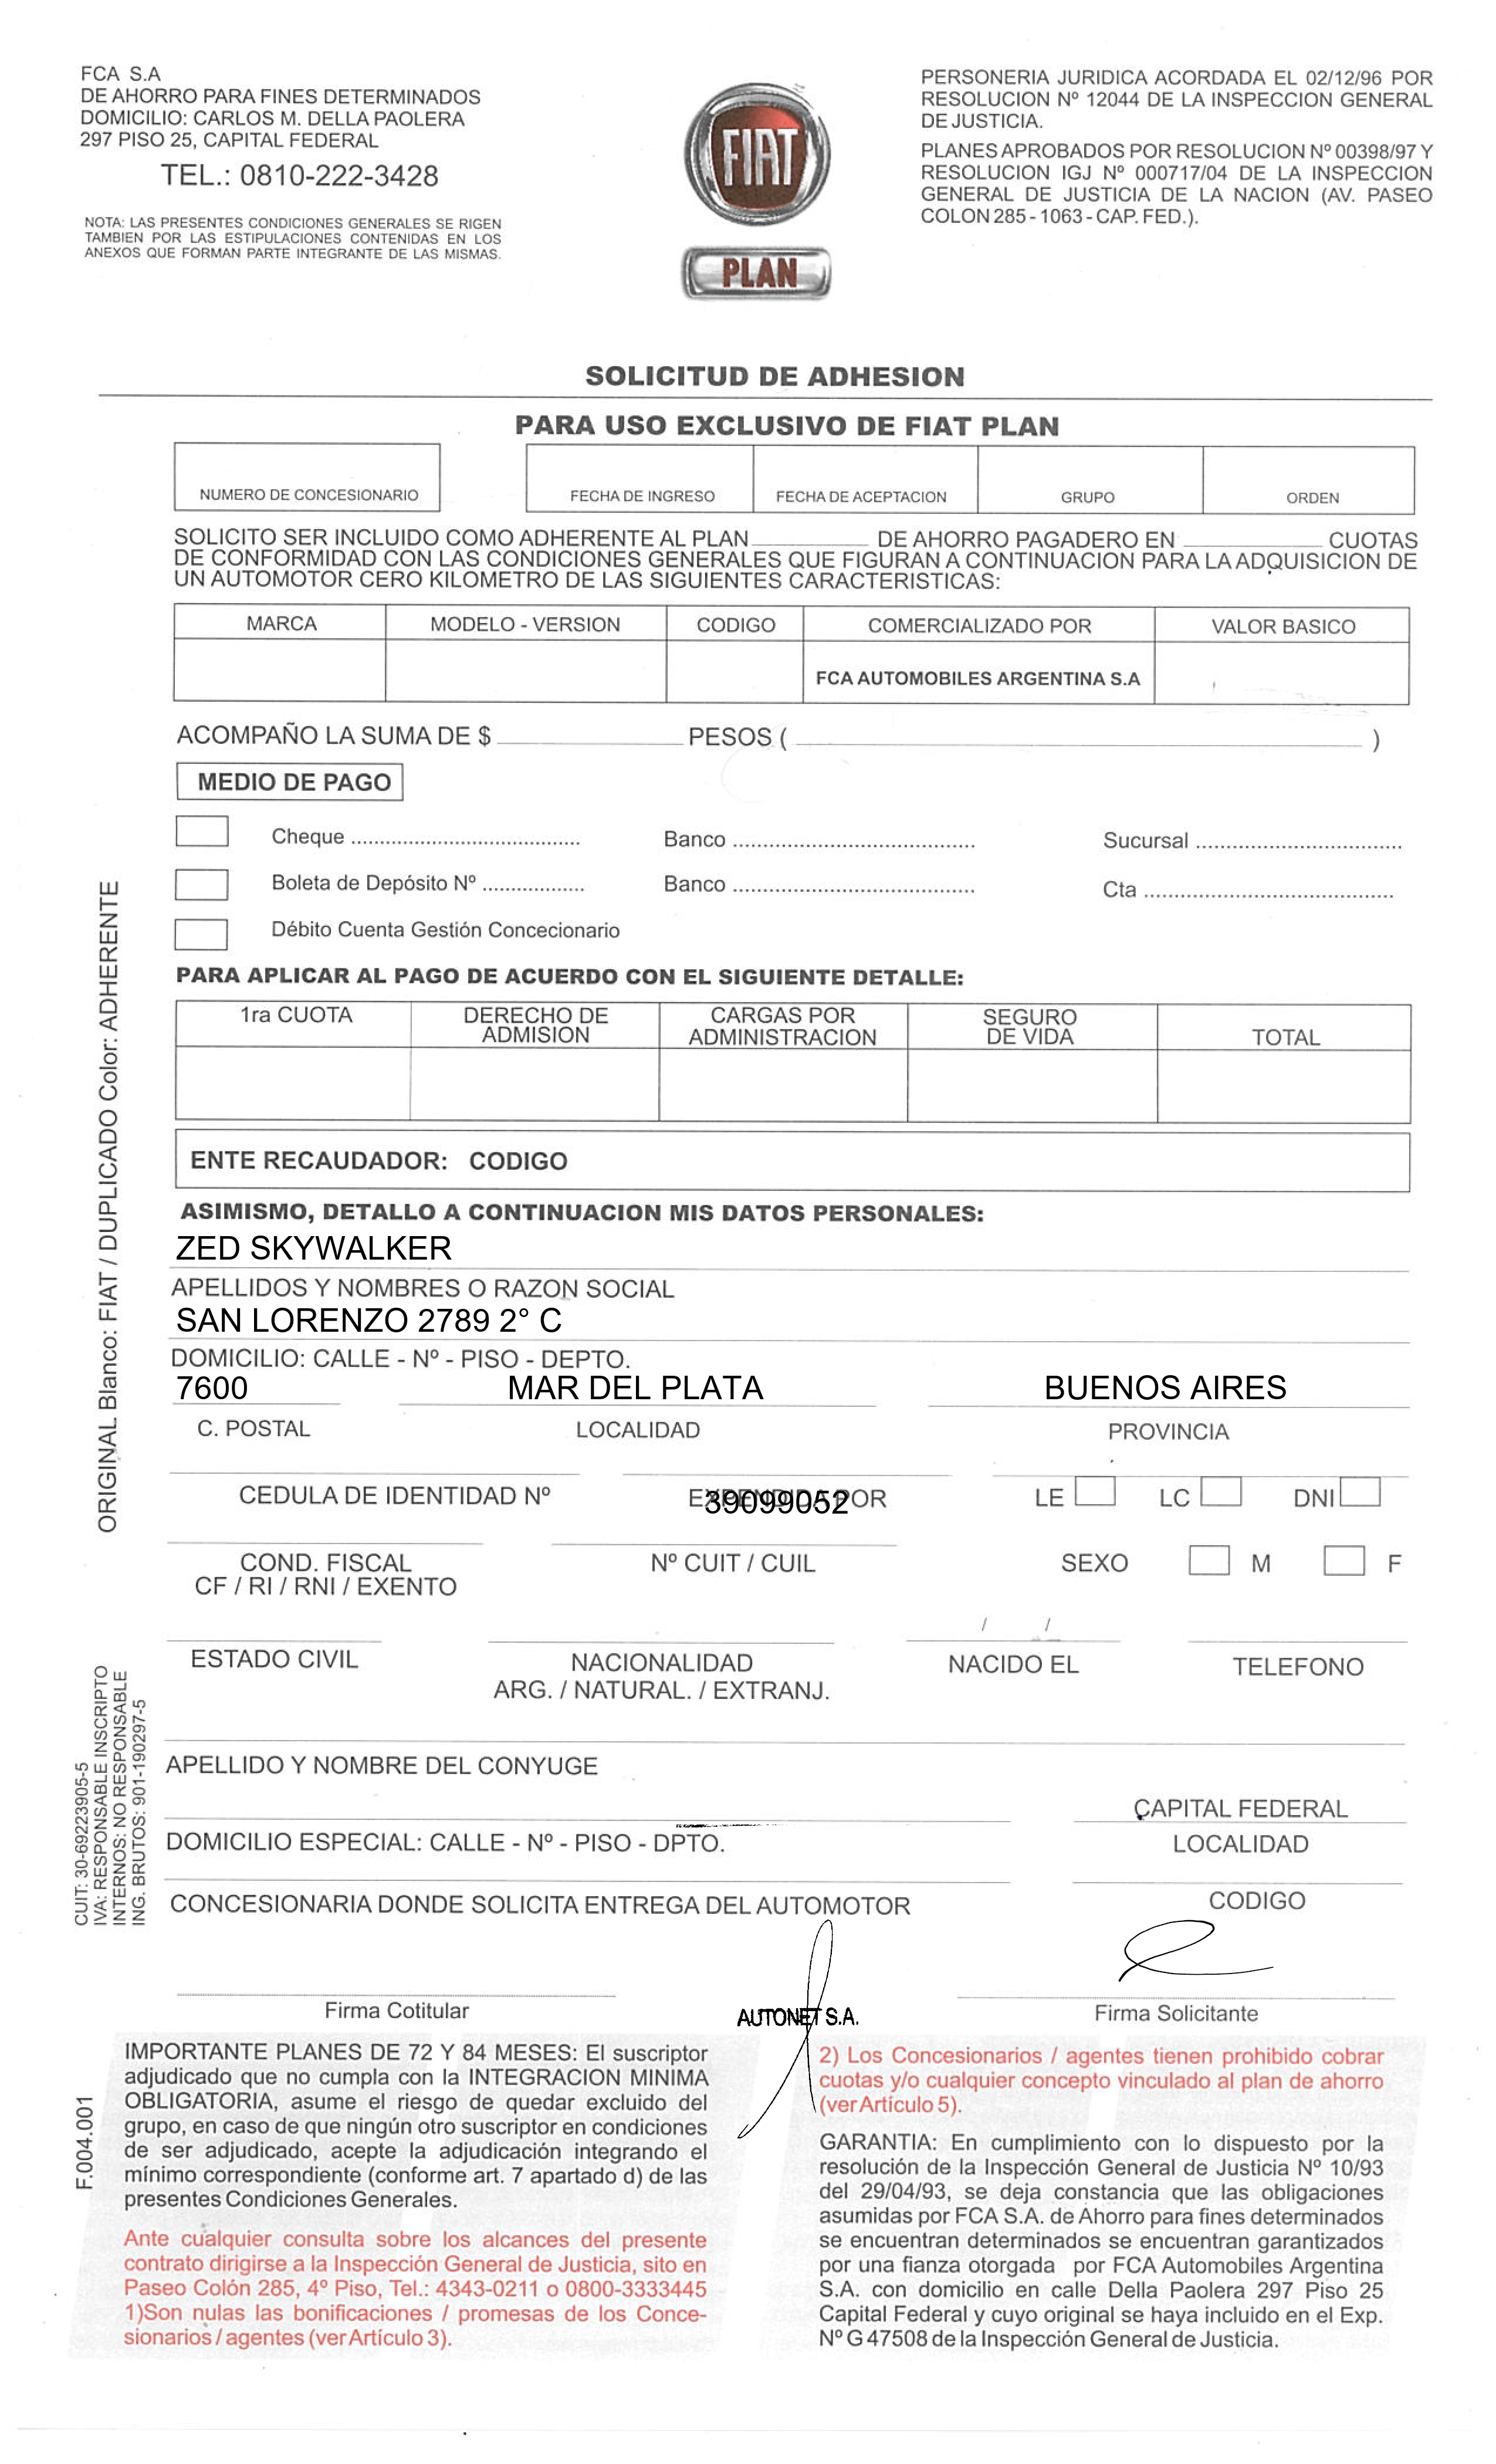 FCA S.A
DE AHORRO PARA FINES DETERMINADOS
DOMICILIO: CARLOS M. DELLA PAOLERA
297 PISO 25, CAPITAL FEDERAL
TEL.: 0810-222-3428
NOTA: LAS PRESENTES CONDICIONES GENERALES SE RIGEN
TAMBIEN POR LAS ESTIPULACIONES CONTENIDAS EN LOS
ANEXOS QUE FORMAN PARTE INTEGRANTE DE LAS MISMAS.
FIAT
PLAN
PERSONERIA JURIDICA ACORDADA EL 02/12/96 POR
RESOLUCION Nº 12044 DE LA INSPECCION GENERAL
DE JUSTICIA.
PLANES APROBADOS POR RESOLUCION Nº 00398/97 Y
RESOLUCION IGJ Nº 000717/04 DE LA INSPECCION
GENERAL DE JUSTICIA DE LA NACION (AV. PASEO
COLON 285 - 1063 - CAP. FED.).
SOLICITUD DE ADHESION
PARA USO EXCLUSIVO DE FIAT PLAN
NUMERO DE CONCESIONARIO FECHA DE INGRESO FECHA DE ACEPTACION GRUPO ORDEN
SOLICITO SER INCLUIDO COMO ADHERENTE AL PLAN __________ DE AHORRO PAGADERO EN ____________ CUOTAS
DE CONFORMIDAD CON LAS CONDICIONES GENERALES QUE FIGURAN A CONTINUACION PARA LA ADQUISICION DE
UN AUTOMOTOR CERO KILOMETRO DE LAS SIGUIENTES CARACTERISTICAS:
MARCA MODELO - VERSION CODIGO COMERCIALIZADO POR VALOR BASICO
FCA AUTOMOBILES ARGENTINA S.A
ACOMPAÑO LA SUMA DE $ ________________ PESOS ( ________________________________ )
MEDIO DE PAGO
Cheque ...................................... Banco ........................................ Sucursal ..................................
Boleta de Depósito Nº ................. Banco ........................................ Cta .........................................
Débito Cuenta Gestión Concecionario
PARA APLICAR AL PAGO DE ACUERDO CON EL SIGUIENTE DETALLE:
1ra CUOTA DERECHO DE ADMISION CARGAS POR ADMINISTRACION SEGURO DE VIDA TOTAL
ENTE RECAUDADOR: CODIGO
ASIMISMO, DETALLO A CONTINUACION MIS DATOS PERSONALES:
ZED SKYWALKER
APELLIDOS Y NOMBRES O RAZON SOCIAL
SAN LORENZO 2789 2° C
DOMICILIO: CALLE - Nº - PISO - DEPTO.
7600 MAR DEL PLATA BUENOS AIRES
C. POSTAL LOCALIDAD PROVINCIA
CEDULA DE IDENTIDAD Nº EXPENDIDA POR LE LC DNI
39099052
COND. FISCAL Nº CUIT / CUIL SEXO M F
CF / RI / RNI / EXENTO
/ /
ESTADO CIVIL NACIONALIDAD NACIDO EL TELEFONO
ARG. / NATURAL. / EXTRANJ.
APELLIDO Y NOMBRE DEL CONYUGE
CAPITAL FEDERAL
DOMICILIO ESPECIAL: CALLE - Nº - PISO - DPTO. LOCALIDAD
CONCESIONARIA DONDE SOLICITA ENTREGA DEL AUTOMOTOR CODIGO
Firma Cotitular AUTONET S.A. Firma Solicitante
IMPORTANTE PLANES DE 72 Y 84 MESES: El suscriptor
adjudicado que no cumpla con la INTEGRACION MINIMA
OBLIGATORIA, asume el riesgo de quedar excluido del
grupo, en caso de que ningún otro suscriptor en condiciones
de ser adjudicado, acepte la adjudicación integrando el
mínimo correspondiente (conforme art. 7 apartado d) de las
presentes Condiciones Generales.
Ante cualquier consulta sobre los alcances del presente
contrato dirigirse a la Inspección General de Justicia, sito en
Paseo Colón 285, 4º Piso, Tel.: 4343-0211 o 0800-3333445
1)Son nulas las bonificaciones / promesas de los Conce-
sionarios / agentes (ver Artículo 3).
2) Los Concesionarios / agentes tienen prohibido cobrar
cuotas y/o cualquier concepto vinculado al plan de ahorro
(ver Artículo 5).
GARANTIA: En cumplimiento con lo dispuesto por la
resolución de la Inspección General de Justicia Nº 10/93
del 29/04/93, se deja constancia que las obligaciones
asumidas por FCA S.A. de Ahorro para fines determinados
se encuentran determinados se encuentran garantizados
por una fianza otorgada por FCA Automobiles Argentina
S.A. con domicilio en calle Della Paolera 297 Piso 25
Capital Federal y cuyo original se haya incluido en el Exp.
Nº G 47508 de la Inspección General de Justicia.
ORIGINAL Blanco: FIAT / DUPLICADO Color: ADHERENTE
CUIT: 30-69223905-5
IVA: RESPONSABLE INSCRIPTO
INTERNOS: NO RESPONSABLE
ING. BRUTOS: 901-190297-5
F.004.001